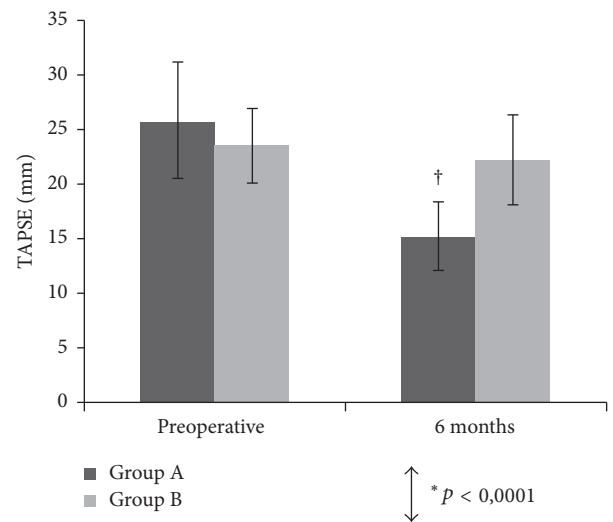 35
30
25
20
15
10
5
0
TAPSE (mm)
†
Preoperative
6 months
Group A
Group B
* p < 0,0001